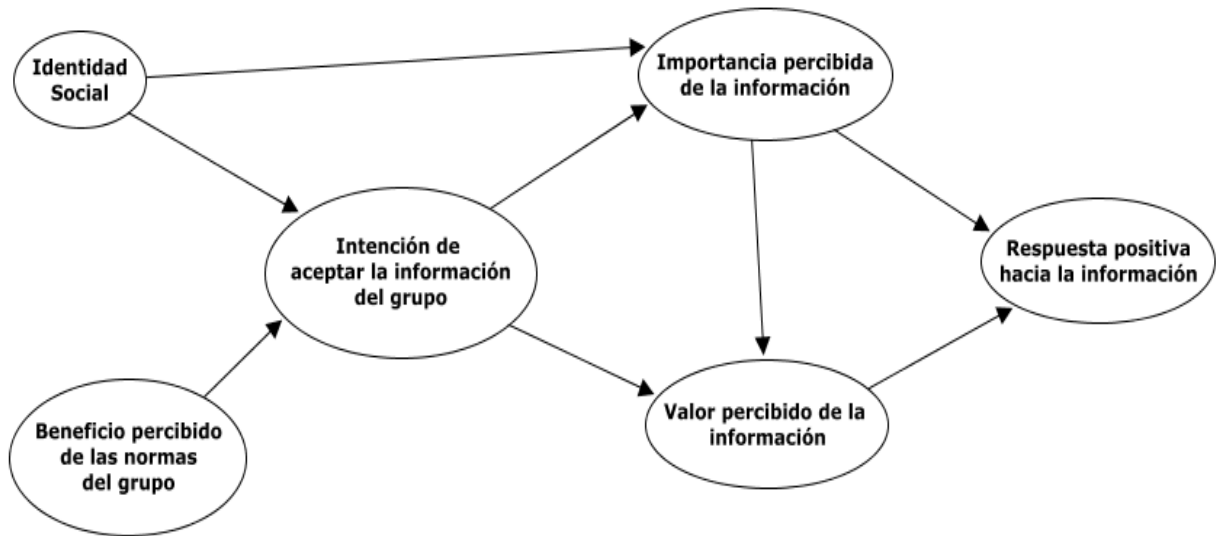 Identidad
Social
Importancia percibida
de la información
Intención de
aceptar la información
del grupo
Respuesta positiva
hacia la información
Beneficio percibido
de las normas
del grupo
Valor percibido de la
información